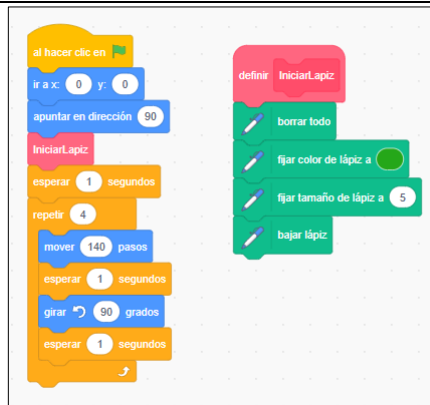 al hacer clic en
ir a x: 0 y: 0
apuntar en dirección 90
IniciarLapiz
esperar 1 segundos
repetir 4
mover 140 pasos
esperar 1 segundos
girar 90 grados
esperar 1 segundos
definir IniciarLapiz
borrar todo
fijar color de lápiz a
fijar tamaño de lápiz a 5
bajar lápiz